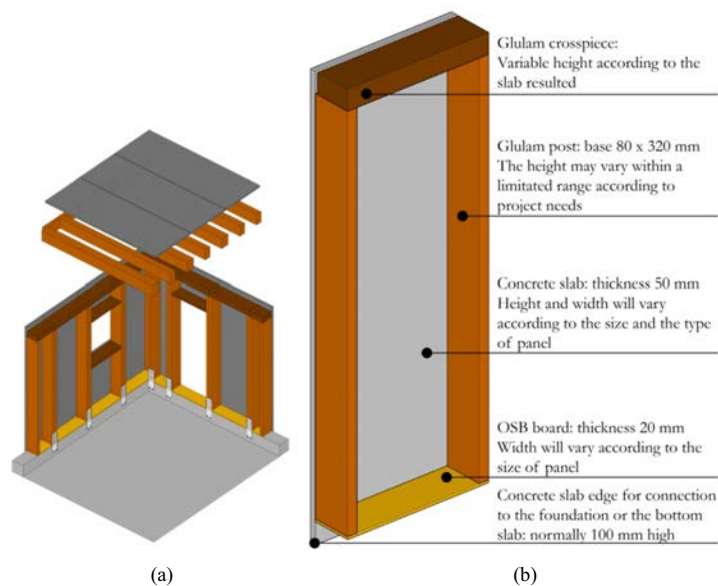 Glulam crosspiece:
Variable height according to the
slab resulted
Glulam post: base 80 x 320 mm
The height may vary within a
limitated range according to
project needs
Concrete slab: thickness 50 mm
Height and width will vary
according to the size and the type
of panel
OSB board: thickness 20 mm
Width will vary according to the
size of panel
Concrete slab edge for connection
to the foundation or the bottom
slab: normally 100 mm high
(a)
(b)